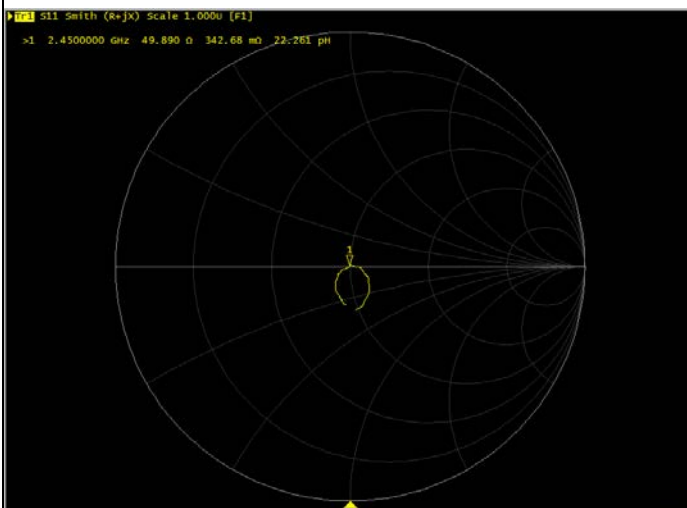 Tr1 S11 Smith (R+jX) Scale 1.000U [F1]
>1 2.4500000 GHz 49.890 Ω 342.68 mΩ 22.261 pH
1